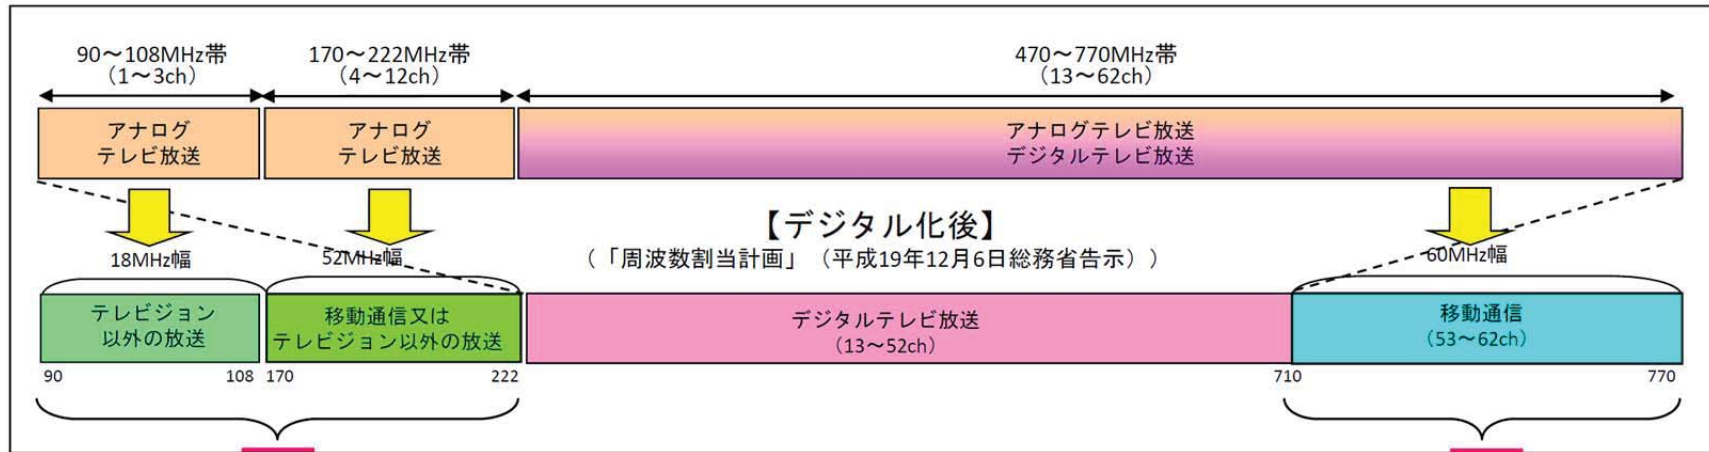 90～108MHz帯
（1～3ch）
170～222MHz帯
（4～12ch）
470～770MHz帯
（13～62ch）
アナログ
テレビ放送
アナログ
テレビ放送
アナログテレビ放送
デジタルテレビ放送
【デジタル化後】
（「周波数割当計画」（平成19年12月6日総務省告示））
18MHz幅
52MHz幅
60MHz幅
テレビジョン
以外の放送
移動通信又は
テレビジョン以外の放送
デジタルテレビ放送
（13～52ch）
移動通信
（53～62ch）
90
108
170
222
710
770